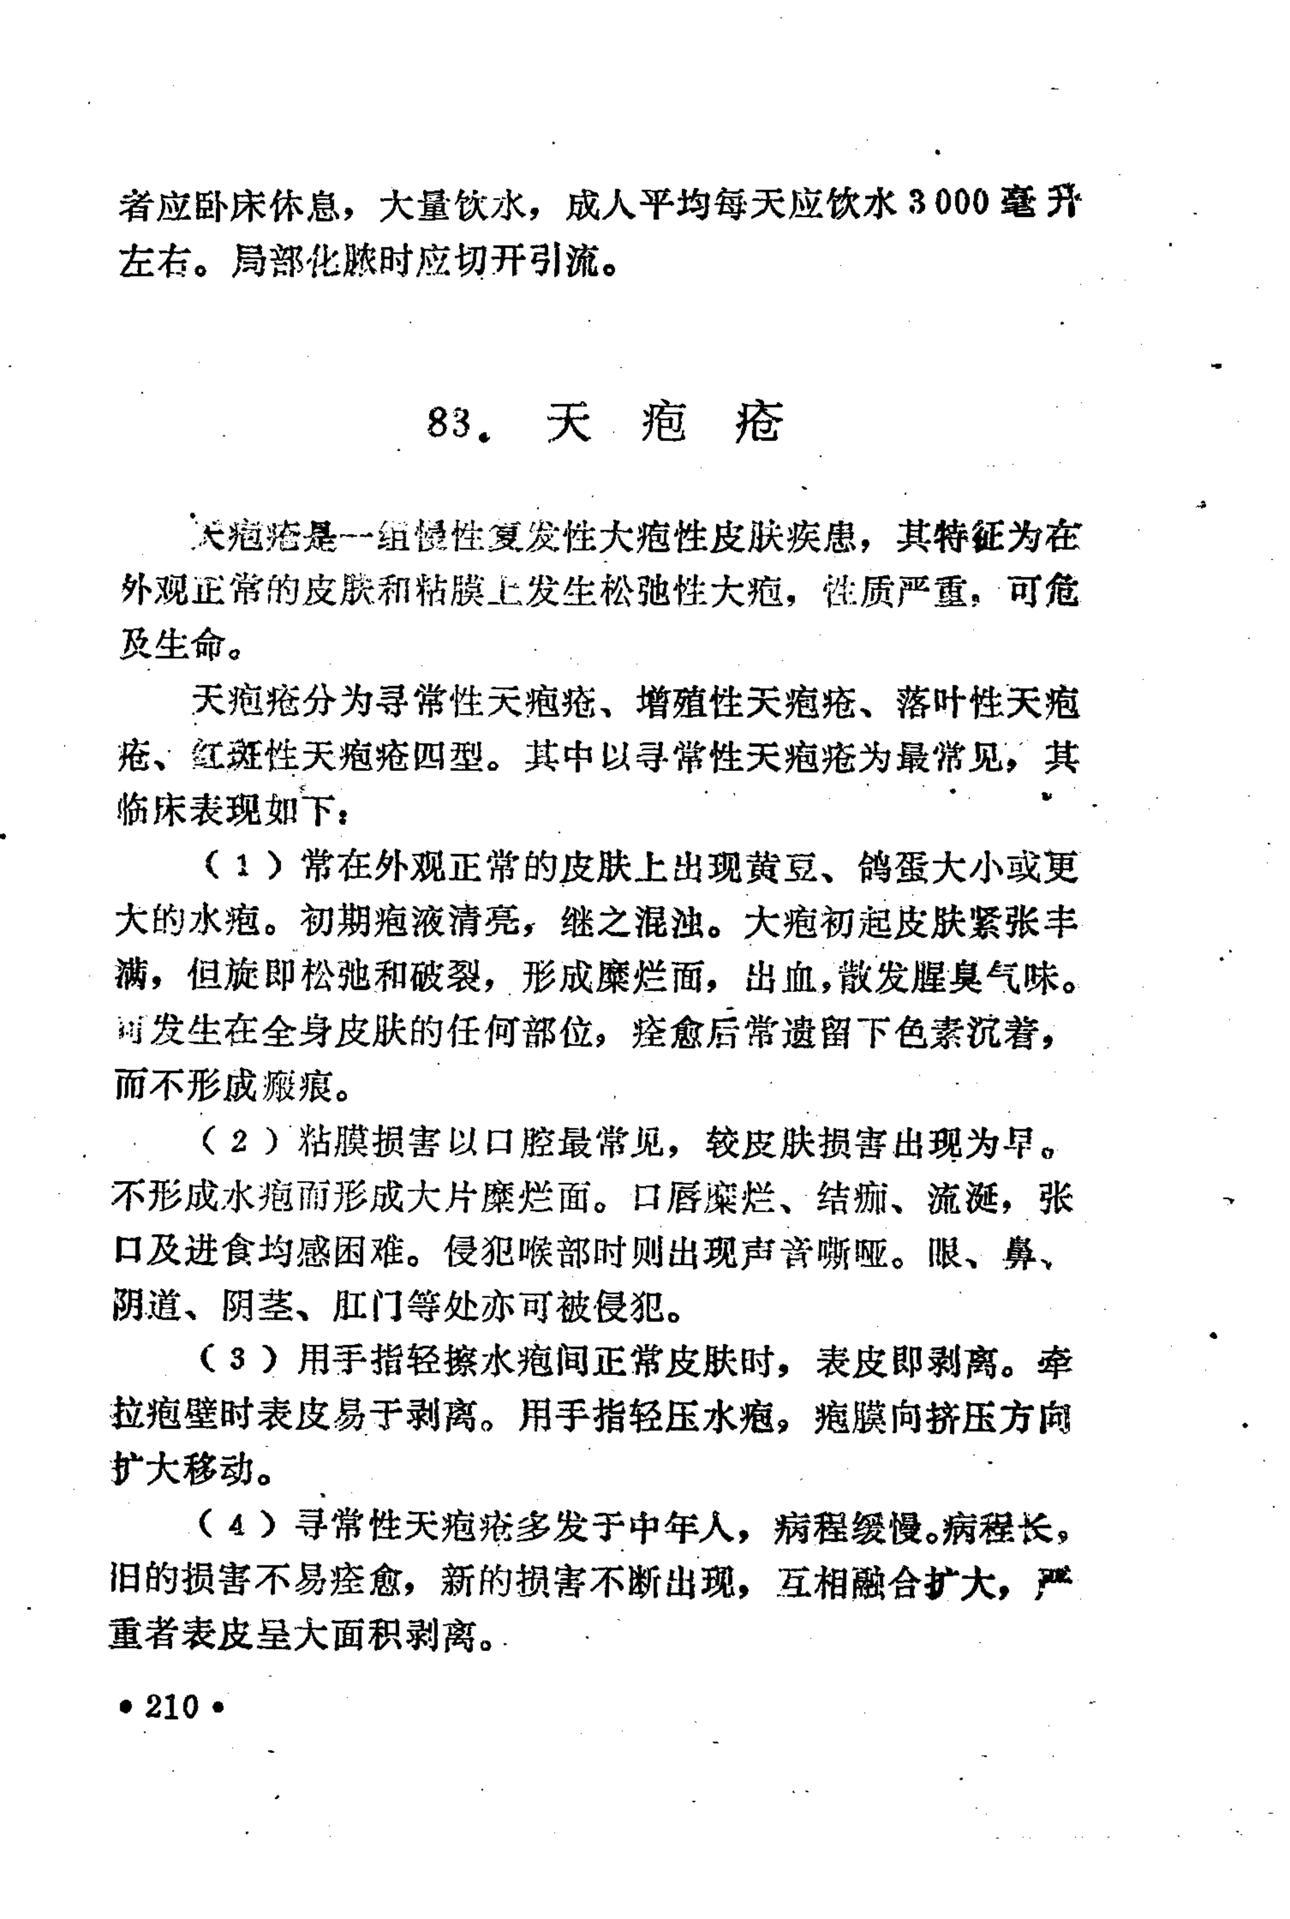 者应卧床休息，大量饮水，成人平均每天应饮水3000毫升
左右。局部化脓时应切开引流。
83．天疱疮
天疱疮是一组慢性复发性大疱性皮肤疾患，其特征为在
外观正常的皮肤和粘膜上发生松弛性大疱，性质严重，可危
及生命。
天疱疮分为寻常性天疱疮、增殖性天疱疮、落叶性天疱
疮、红斑性天疱疮四型。其中以寻常性天疱疮为最常见，其
临床表现如下：
（1）常在外观正常的皮肤上出现黄豆、鸽蛋大小或更
大的水疱。初期疱液清亮，继之混浊。大疱初起皮肤紧张丰
满，但旋即松弛和破裂，形成糜烂面，出血，散发腥臭气味。
可发生在全身皮肤的任何部位，痊愈后常遗留下色素沉着，
而不形成瘢痕。
（2）粘膜损害以口腔最常见，较皮肤损害出现为早。
不形成水疱而形成大片糜烂面。口唇糜烂、结痂、流涎，张
口及进食均感困难。侵犯喉部时则出现声音嘶哑。眼、鼻、
阴道、阴茎、肛门等处亦可被侵犯。
（3）用手指轻擦水疱间正常皮肤时，表皮即剥离。牵
拉疱壁时表皮易于剥离。用手指轻压水疱，疱膜向挤压方向
扩大移动。
（4）寻常性天疱疮多发于中年人，病程缓慢。病程长，
旧的损害不易痊愈，新的损害不断出现，互相融合扩大，严
重者表皮呈大面积剥离。
•210•